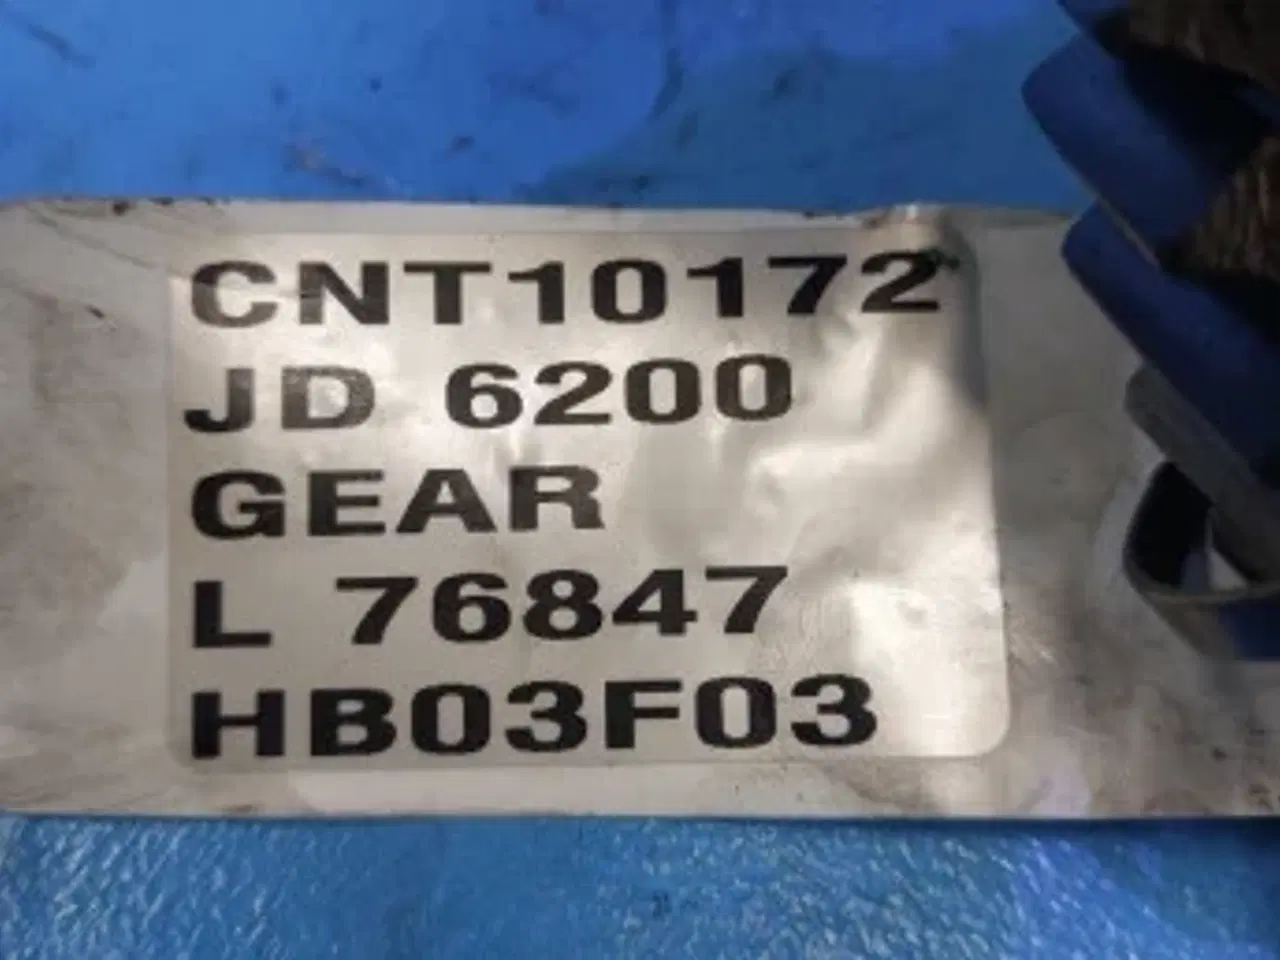 CNT10172
JD 6200
GEAR
L 76847
HB03F03